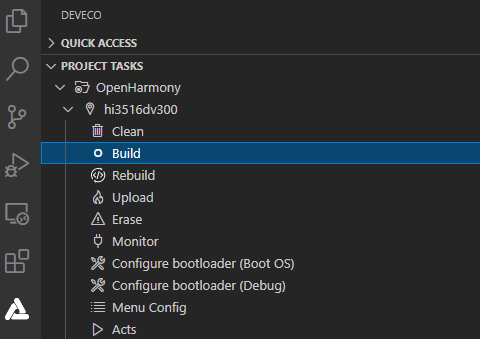 DEVECO
QUICK ACCESS
PROJECT TASKS
OpenHarmony
hi3516dv300
Clean
Build
Rebuild
Upload
Erase
Monitor
Configure bootloader (Boot OS)
Configure bootloader (Debug)
Menu Config
Acts